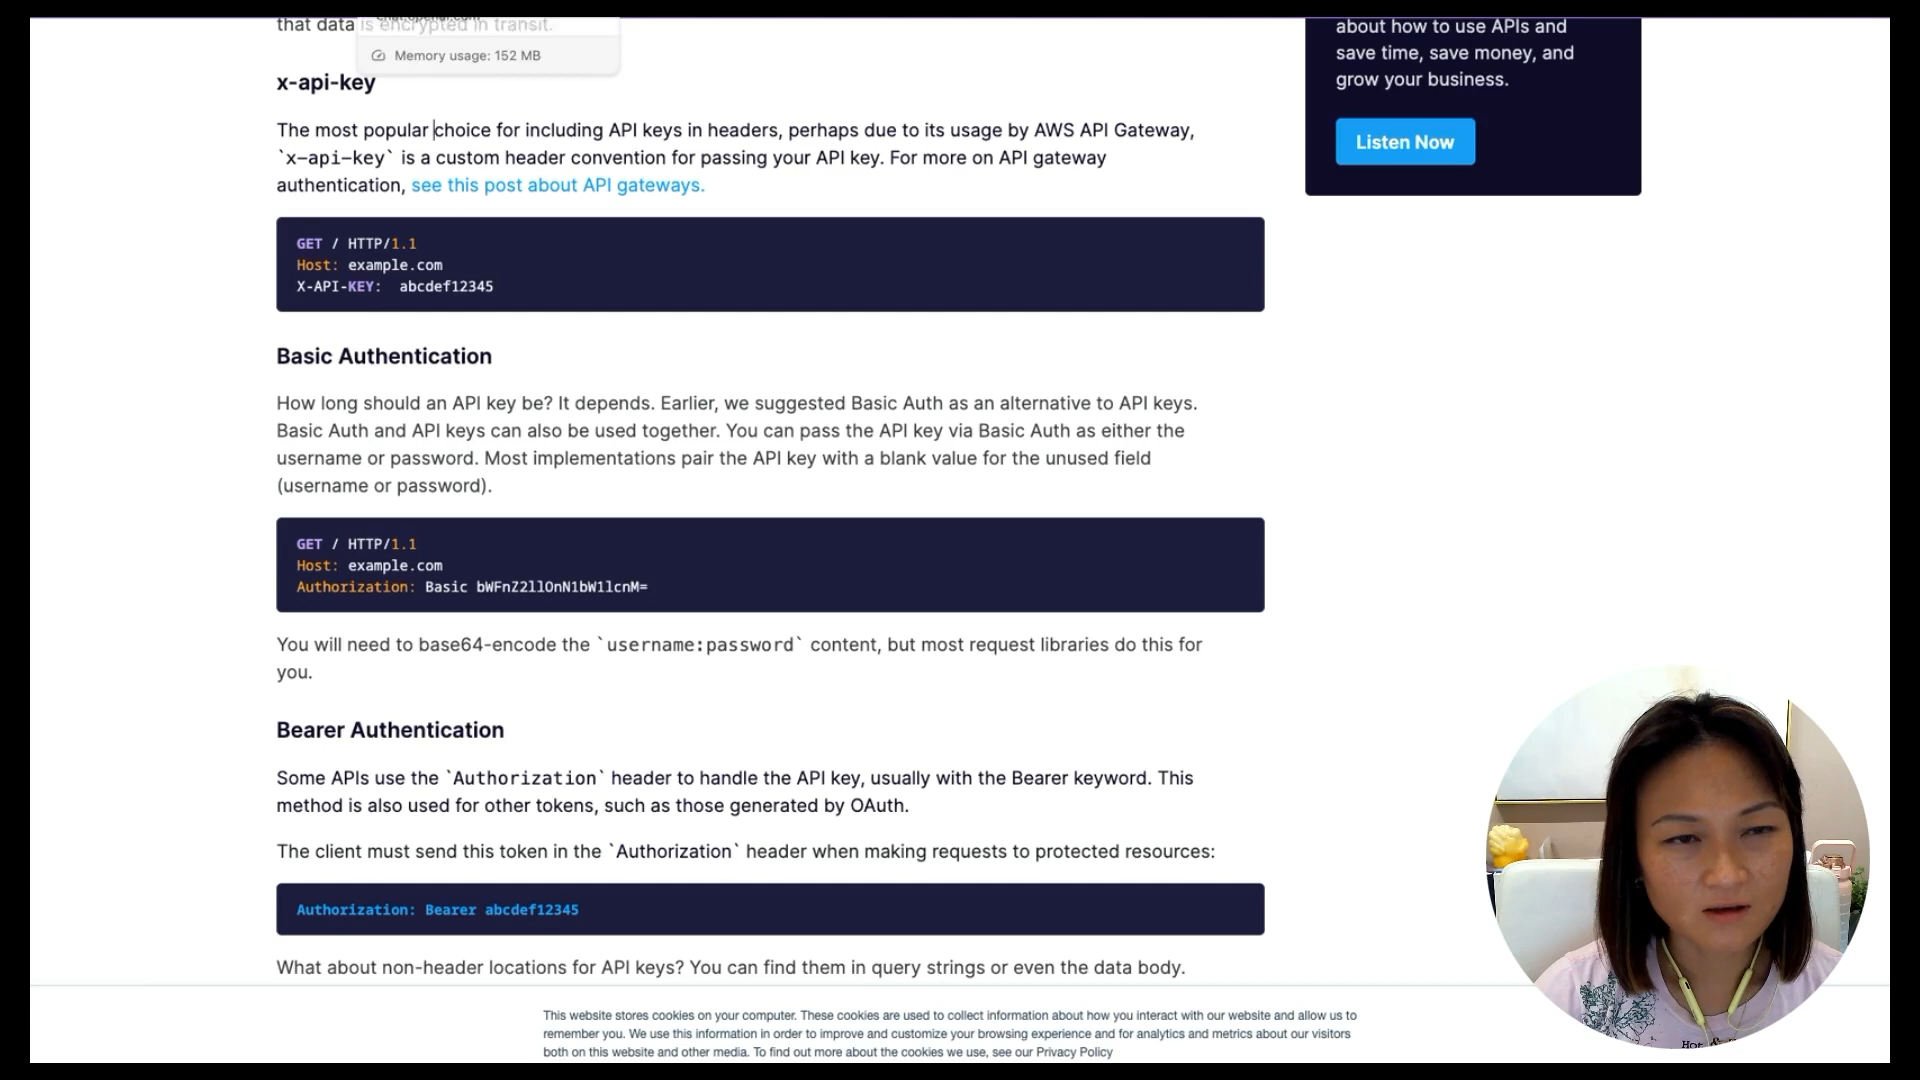 that data is encrypted in transit.
Memory usage: 152 MB
x-api-key
The most popular choice for including API keys in headers, perhaps due to its usage by AWS API Gateway,
`x-api-key` is a custom header convention for passing your API key. For more on API gateway
authentication, see this post about API gateways.
GET / HTTP/1.1
Host: example.com
X-API-KEY:  abcdef12345
Basic Authentication
How long should an API key be? It depends. Earlier, we suggested Basic Auth as an alternative to API keys.
Basic Auth and API keys can also be used together. You can pass the API key via Basic Auth as either the
username or password. Most implementations pair the API key with a blank value for the unused field
(username or password).
GET / HTTP/1.1
Host: example.com
Authorization: Basic bWFnZ2llOnN1bW1lcnM=
You will need to base64-encode the `username:password` content, but most request libraries do this for
you.
Bearer Authentication
Some APIs use the `Authorization` header to handle the API key, usually with the Bearer keyword. This
method is also used for other tokens, such as those generated by OAuth.
The client must send this token in the `Authorization` header when making requests to protected resources:
Authorization: Bearer abcdef12345
What about non-header locations for API keys? You can find them in query strings or even the data body.
about how to use APIs and
save time, save money, and
grow your business.
Listen Now
This website stores cookies on your computer. These cookies are used to collect information about how you interact with our website and allow us to
remember you. We use this information in order to improve and customize your browsing experience and for analytics and metrics about our visitors
both on this website and other media. To find out more about the cookies we use, see our Privacy Policy